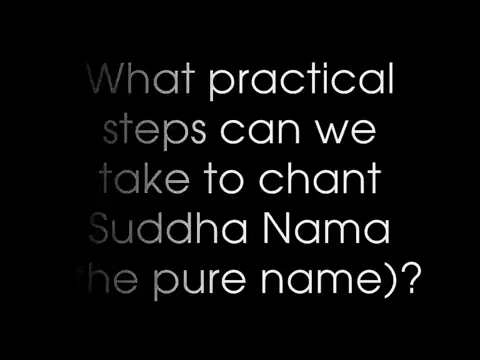 What practical
steps can we
take to chant
Suddha Nama
the pure name)?